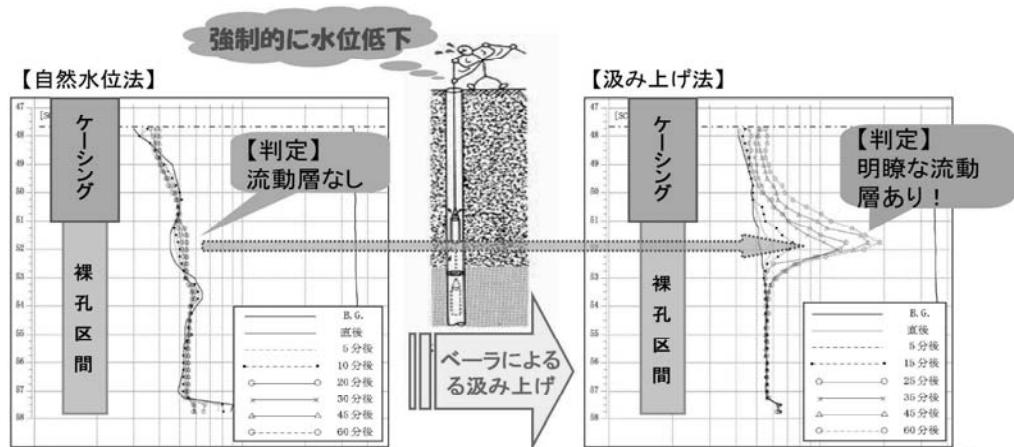 強制的に水位低下
【自然水位法】
47
48
49
50
51
52
53
54
55
56
57
58
ケーシング
裸孔区間
【判定】
流動層なし
B.G.
直後
5分後
10分後
20分後
30分後
45分後
60分後
ベーラによる
る汲み上げ
【汲み上げ法】
47
48
49
50
51
52
53
54
55
56
57
58
ケーシング
裸孔区間
【判定】
明瞭な流動
層あり！
B.G.
直後
5分後
15分後
25分後
35分後
45分後
60分後